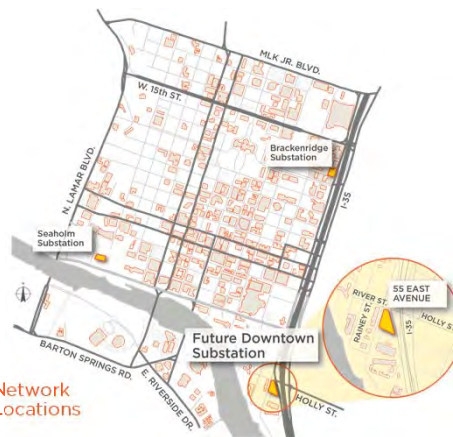 MLK JR. BLVD.
W. 15th ST.
Brackenridge
Substation
N. LAMAR BLVD.
I-35
Seaholm
Substation
55 EAST
AVENUE
RIVER ST.
RAINEY ST.
I-35
HOLLY ST.
Future Downtown
Substation
BARTON SPRINGS RD.
E. RIVERSIDE DR.
HOLLY ST.
Network
Locations